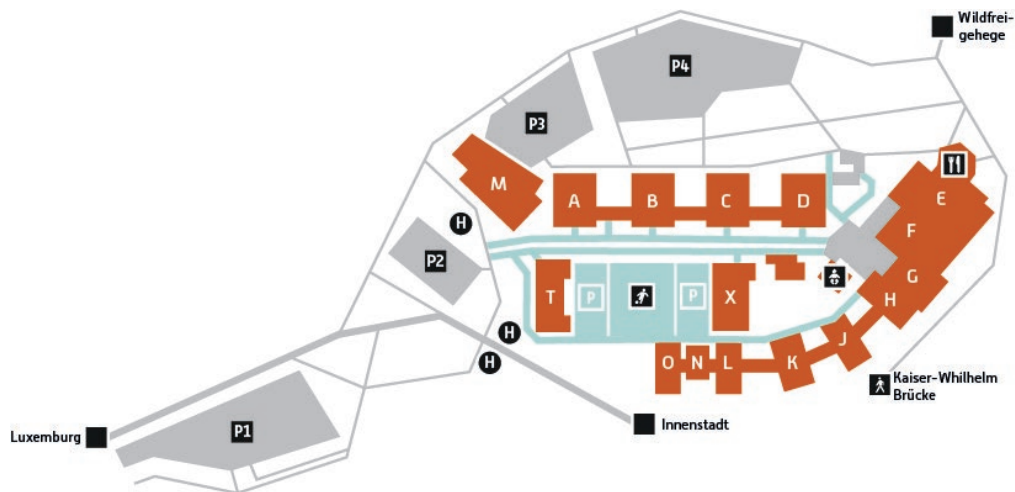 Wildfrei-
gehege
P4
P3
M
A
B
C
D
E
F
G
H
H
P2
T
P
P
X
H
H
J
O
N
L
K
Kaiser-Whilhelm
Brücke
Luxemburg
P1
Innenstadt